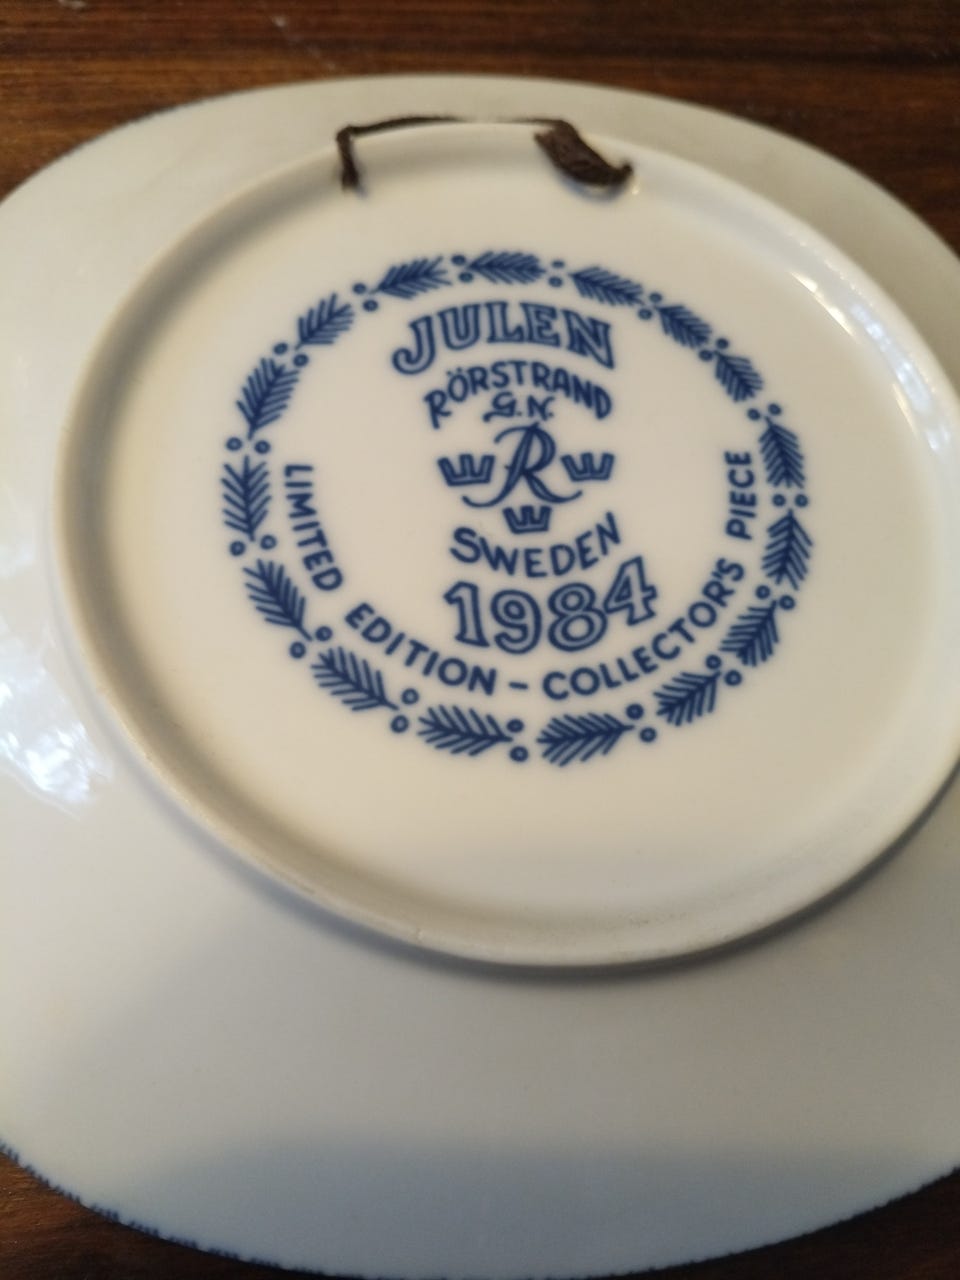 JULEN
RÖRSTRAND
G.N.
R
SWEDEN
1984
LIMITED EDITION - COLLECTOR'S PIECE